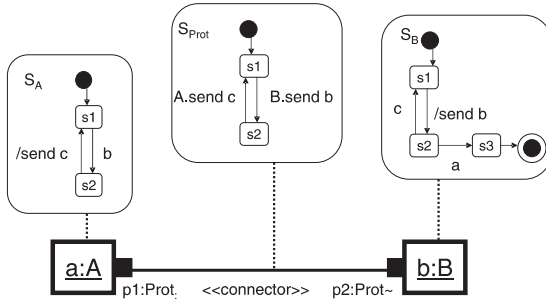 S_A
s1
/send c
b
s2
S_Prot
s1
A.send c
B.send b
s2
S_B
s1
c
/send b
s2
s3
a
a:A
p1:Prot
<<connector>>
p2:Prot~
b:B